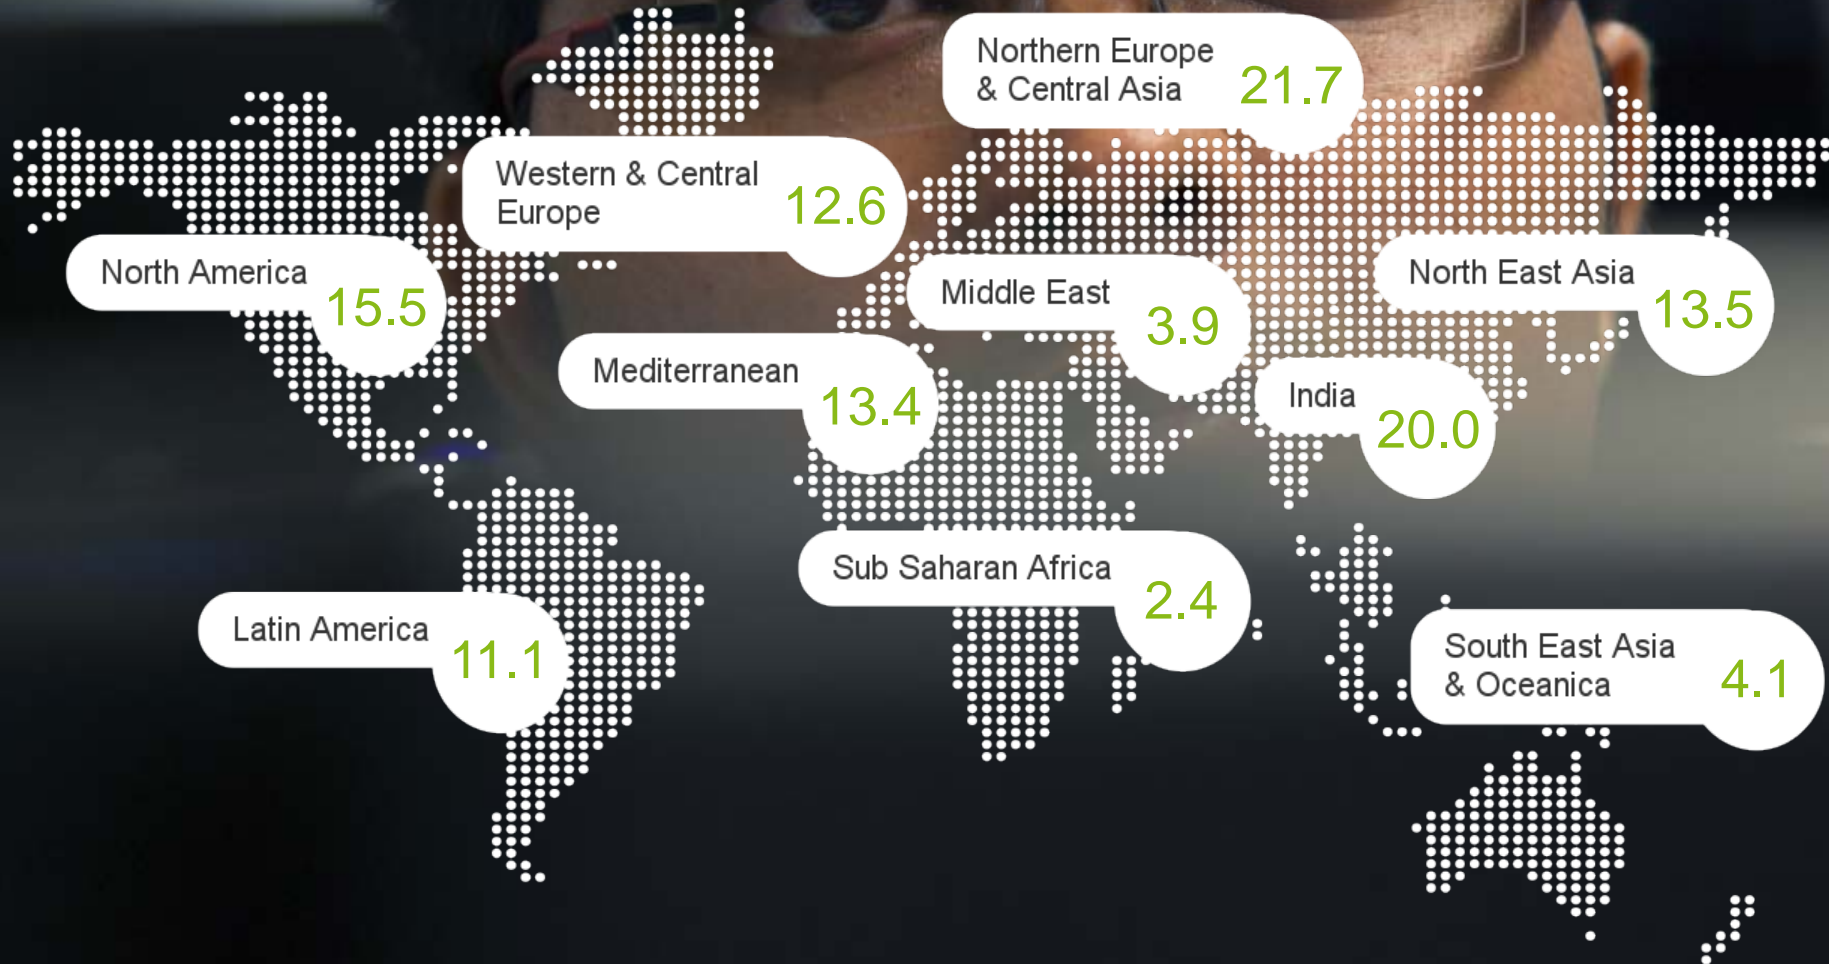 Northern Europe
& Central Asia
21.7
Western & Central
Europe
12.6
North America
15.5
Middle East
3.9
North East Asia
13.5
Mediterranean
13.4
India
20.0
Sub Saharan Africa
2.4
Latin America
11.1
South East Asia
& Oceanica
4.1